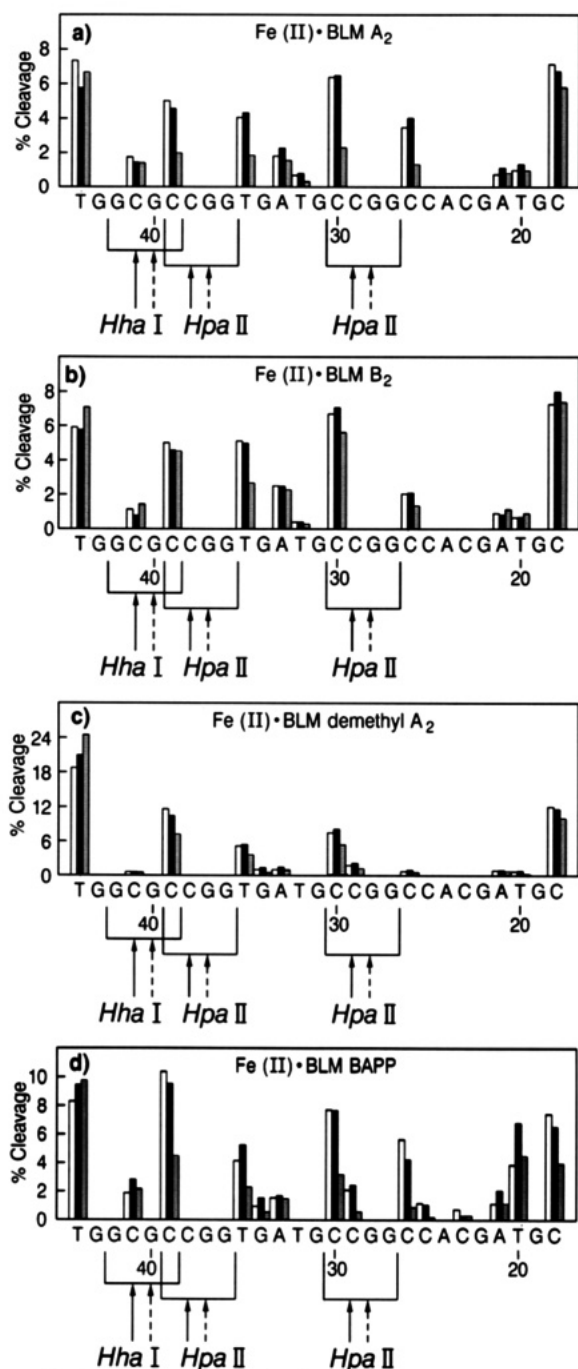 a) Fe (II)•BLM A2
% Cleavage
8
6
4
2
0
T G G C G C C G G T G A T G C C G G C C A C G A T G C
40 30 20
Hha I Hpa II Hpa II
b) Fe (II)•BLM B2
% Cleavage
8
6
4
2
0
T G G C G C C G G T G A T G C C G G C C A C G A T G C
40 30 20
Hha I Hpa II Hpa II
c) Fe (II)•BLM demethyl A2
% Cleavage
24
18
12
6
0
T G G C G C C G G T G A T G C C G G C C A C G A T G C
40 30 20
Hha I Hpa II Hpa II
d) Fe (II)•BLM BAPP
% Cleavage
10
8
6
4
2
0
T G G C G C C G G T G A T G C C G G C C A C G A T G C
40 30 20
Hha I Hpa II Hpa II